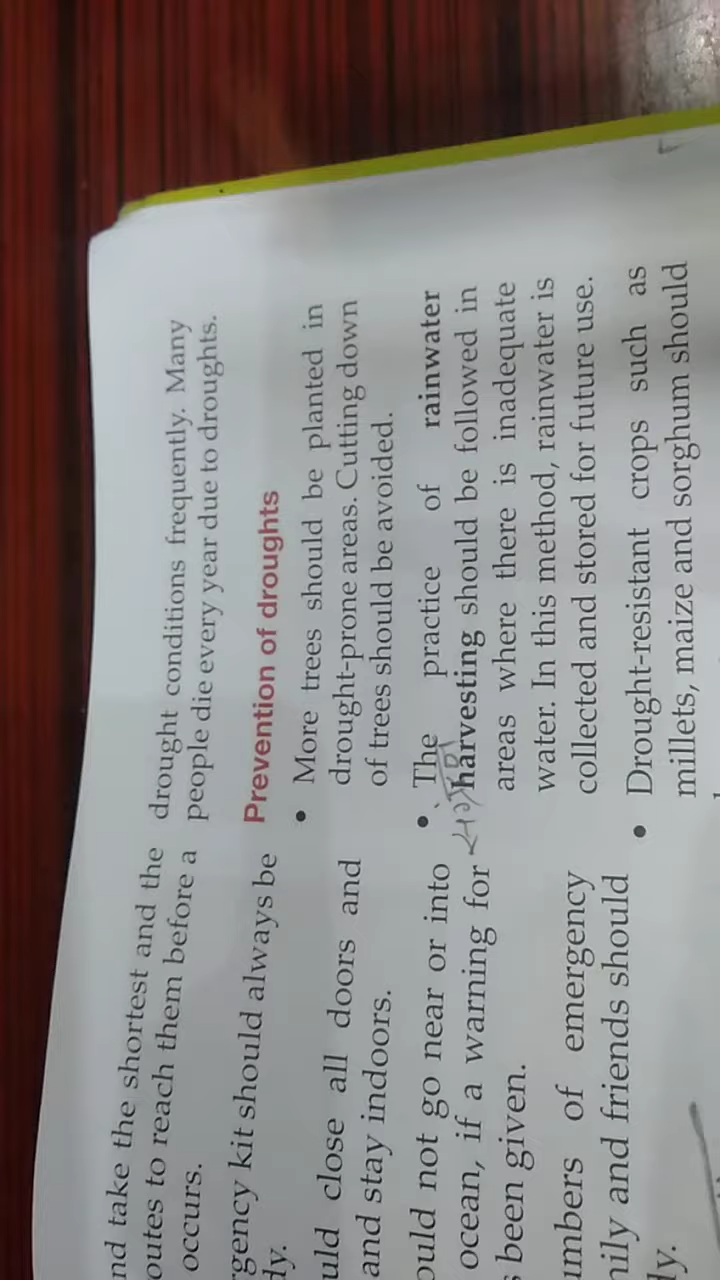 nd take the shortest and the
outes to reach them before a
occurs.
gency kit should always be
dy.
uld close all doors and
and stay indoors.
ould not go near or into
ocean, if a warning for
s been given.
umbers of emergency
nily and friends should
ly.
drought conditions frequently. Many
people die every year due to droughts.
Prevention of droughts
• More trees should be planted in
drought-prone areas. Cutting down
of trees should be avoided.
• The practice of rainwater
harvesting should be followed in
areas where there is inadequate
water. In this method, rainwater is
collected and stored for future use.
• Drought-resistant crops such as
millets, maize and sorghum should